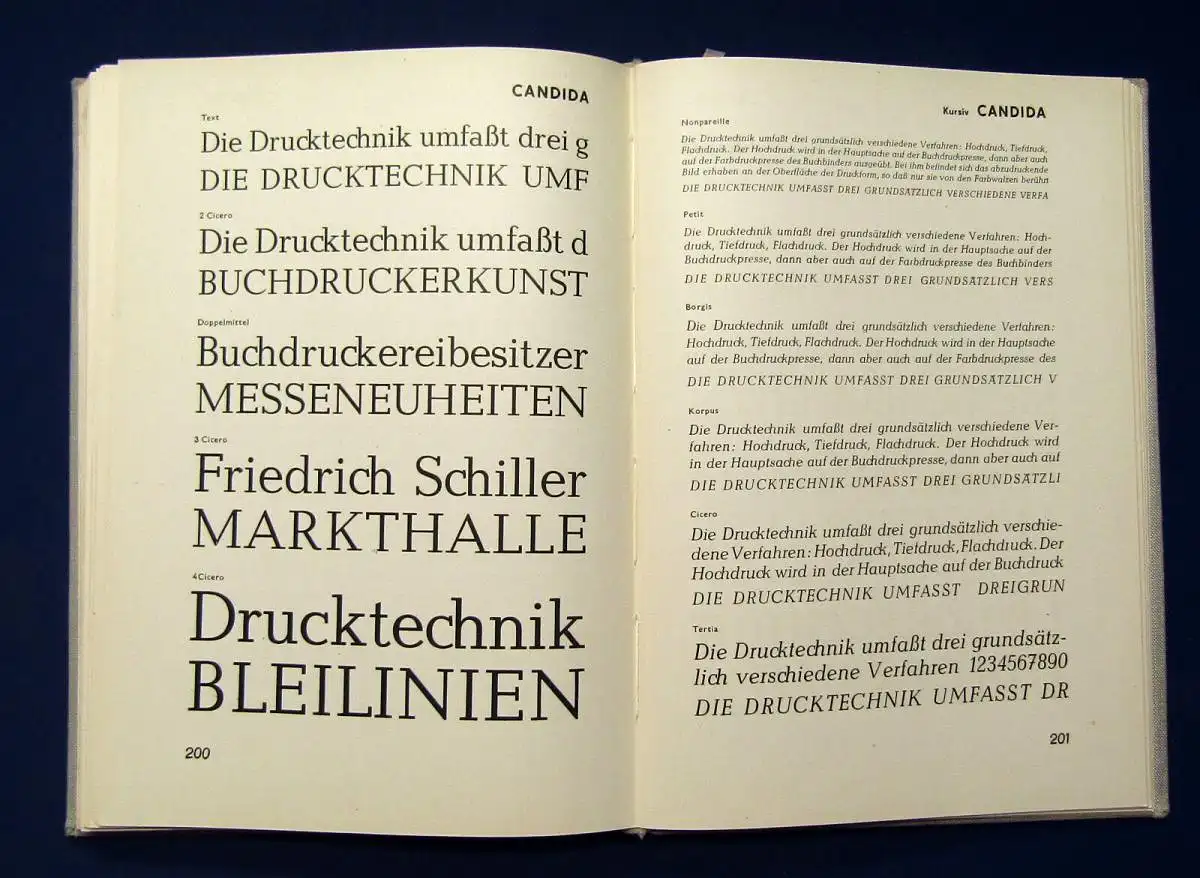 CANDIDA
Text
Die Drucktechnik umfaßt drei g
DIE DRUCKTECHNIK UMF
2 Cicero
Die Drucktechnik umfaßt d
BUCHDRUCKERKUNST
Doppelmittel
Buchdruckereibesitzer
MESSENEUHEITEN
3 Cicero
Friedrich Schiller
MARKTHALLE
4 Cicero
Drucktechnik
BLEILINIEN
200
Kursiv CANDIDA
Nonpareille
Die Drucktechnik umfaßt drei grundsätzlich verschiedene Verfahren: Hochdruck, Tiefdruck,
Flachdruck. Der Hochdruck wird in der Hauptsache auf der Buchdruckpresse, dann aber auch
auf der Farbdruckpresse des Buchbinders ausgeübt. Bei ihm befindet sich das abzudruckende
Bild erhaben an der Oberfläche der Druckform, so daß nur sie von den Farbwalzen berühn
DIE DRUCKTECHNIK UMFASST DREI GRUNDSÄTZLICH VERSCHIEDENE VERFA
Petit
Die Drucktechnik umfaßt drei grundsätzlich verschiedene Verfahren: Hoch-
druck, Tiefdruck, Flachdruck. Der Hochdruck wird in der Hauptsache auf der
Buchdruckpresse, dann aber auch auf der Farbdruckpresse des Buchbinders
DIE DRUCKTECHNIK UMFASST DREI GRUNDSÄTZLICH VERS
Borgis
Die Drucktechnik umfaßt drei grundsätzlich verschiedene Verfahren:
Hochdruck, Tiefdruck, Flachdruck. Der Hochdruck wird in der Hauptsache
auf der Buchdruckpresse, dann aber auch auf der Farbdruckpresse des
DIE DRUCKTECHNIK UMFASST DREI GRUNDSÄTZLICH V
Korpus
Die Drucktechnik umfaßt drei grundsätzlich verschiedene Ver-
fahren: Hochdruck, Tiefdruck, Flachdruck. Der Hochdruck wird
in der Hauptsache auf der Buchdruckpresse, dann aber auch auf
DIE DRUCKTECHNIK UMFASST DREI GRUNDSÄTZLI
Cicero
Die Drucktechnik umfaßt drei grundsätzlich verschie-
dene Verfahren: Hochdruck, Tiefdruck, Flachdruck. Der
Hochdruck wird in der Hauptsache auf der Buchdruck
DIE DRUCKTECHNIK UMFASST DREIGRUN
Tertia
Die Drucktechnik umfaßt drei grundsätz-
lich verschiedene Verfahren 1234567890
DIE DRUCKTECHNIK UMFASST DR
201